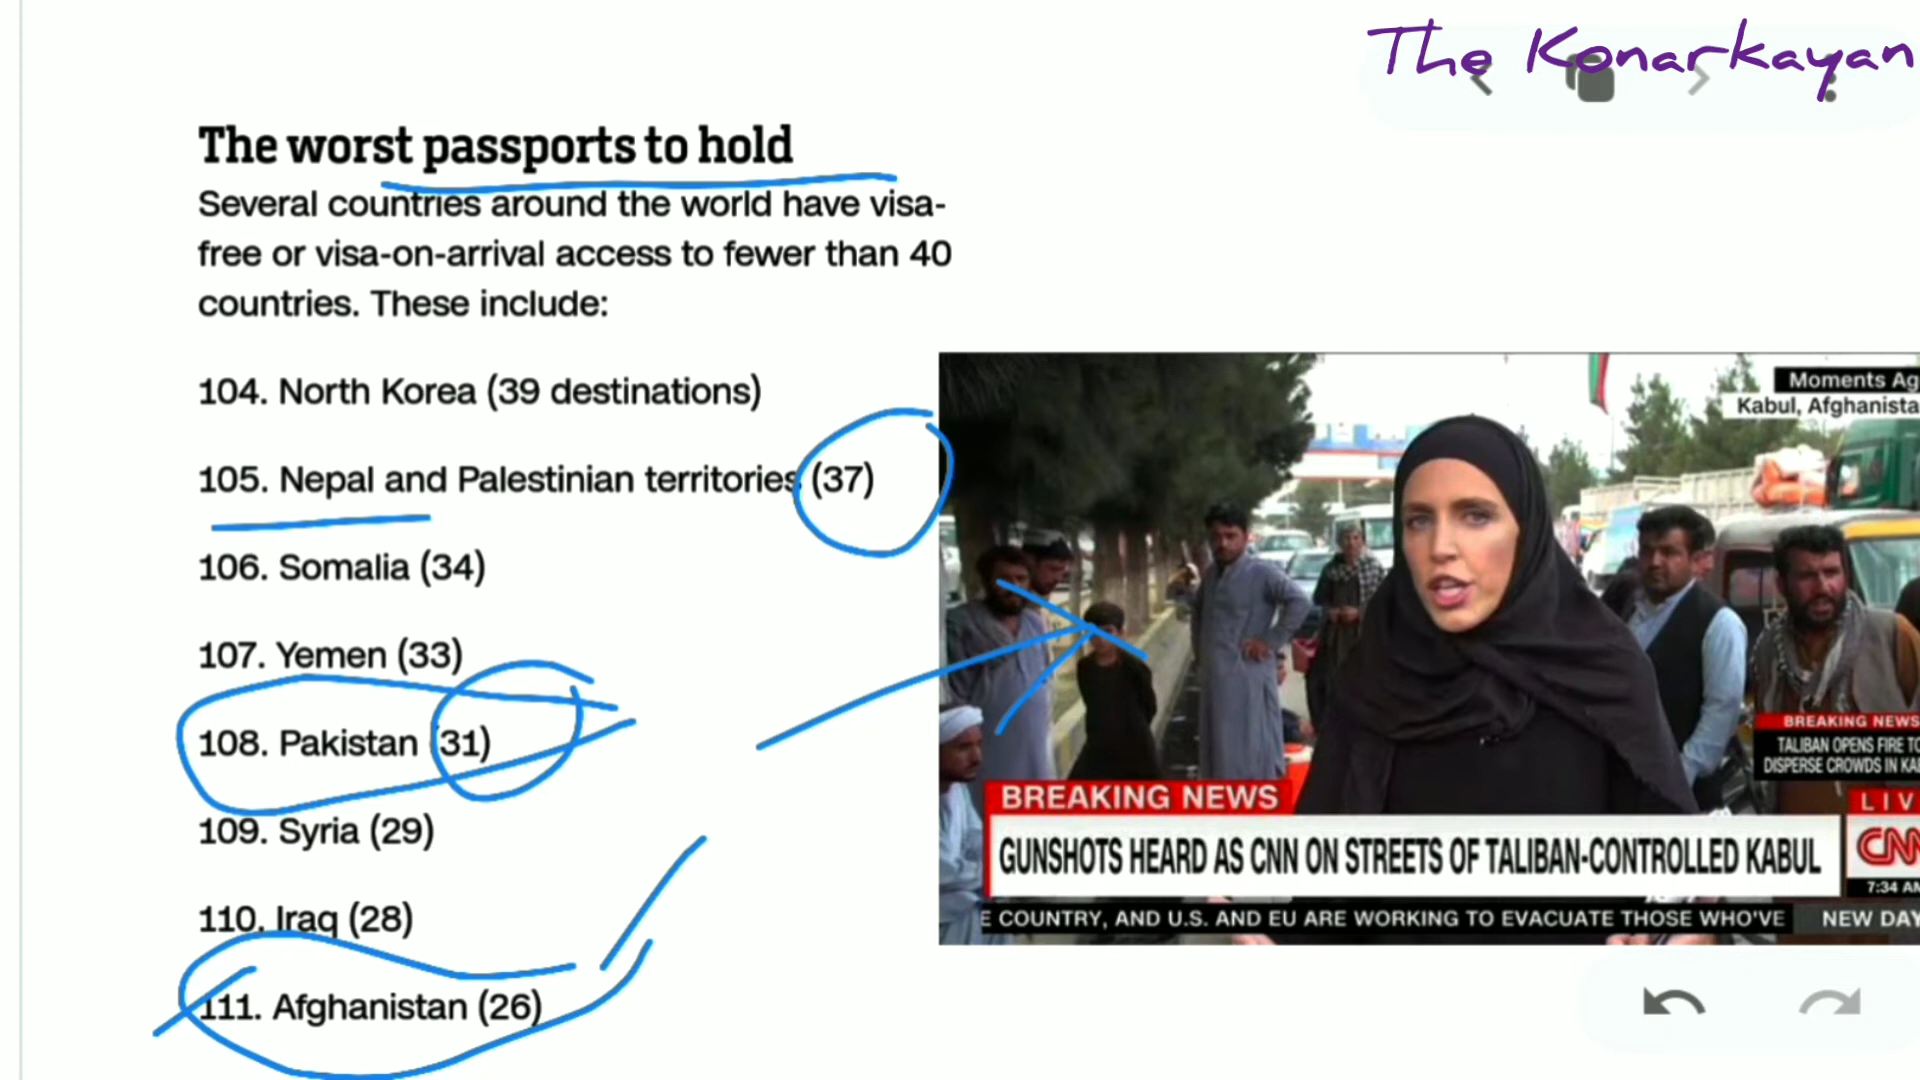 The Konarkayan
The worst passports to hold
Several countries around the world have visa-
free or visa-on-arrival access to fewer than 40
countries. These include:
104. North Korea (39 destinations)
105. Nepal and Palestinian territories (37)
106. Somalia (34)
107. Yemen (33)
108. Pakistan (31)
109. Syria (29)
110. Iraq (28)
111. Afghanistan (26)
Moments Ag
Kabul, Afghanista
BREAKING NEWS
TALIBAN OPENS FIRE TO
DISPERSE CROWDS IN KA
BREAKING NEWS
LIV
GUNSHOTS HEARD AS CNN ON STREETS OF TALIBAN-CONTROLLED KABUL
CNN
7:34 AM
E COUNTRY, AND U.S. AND EU ARE WORKING TO EVACUATE THOSE WHO'VE
NEW DAY